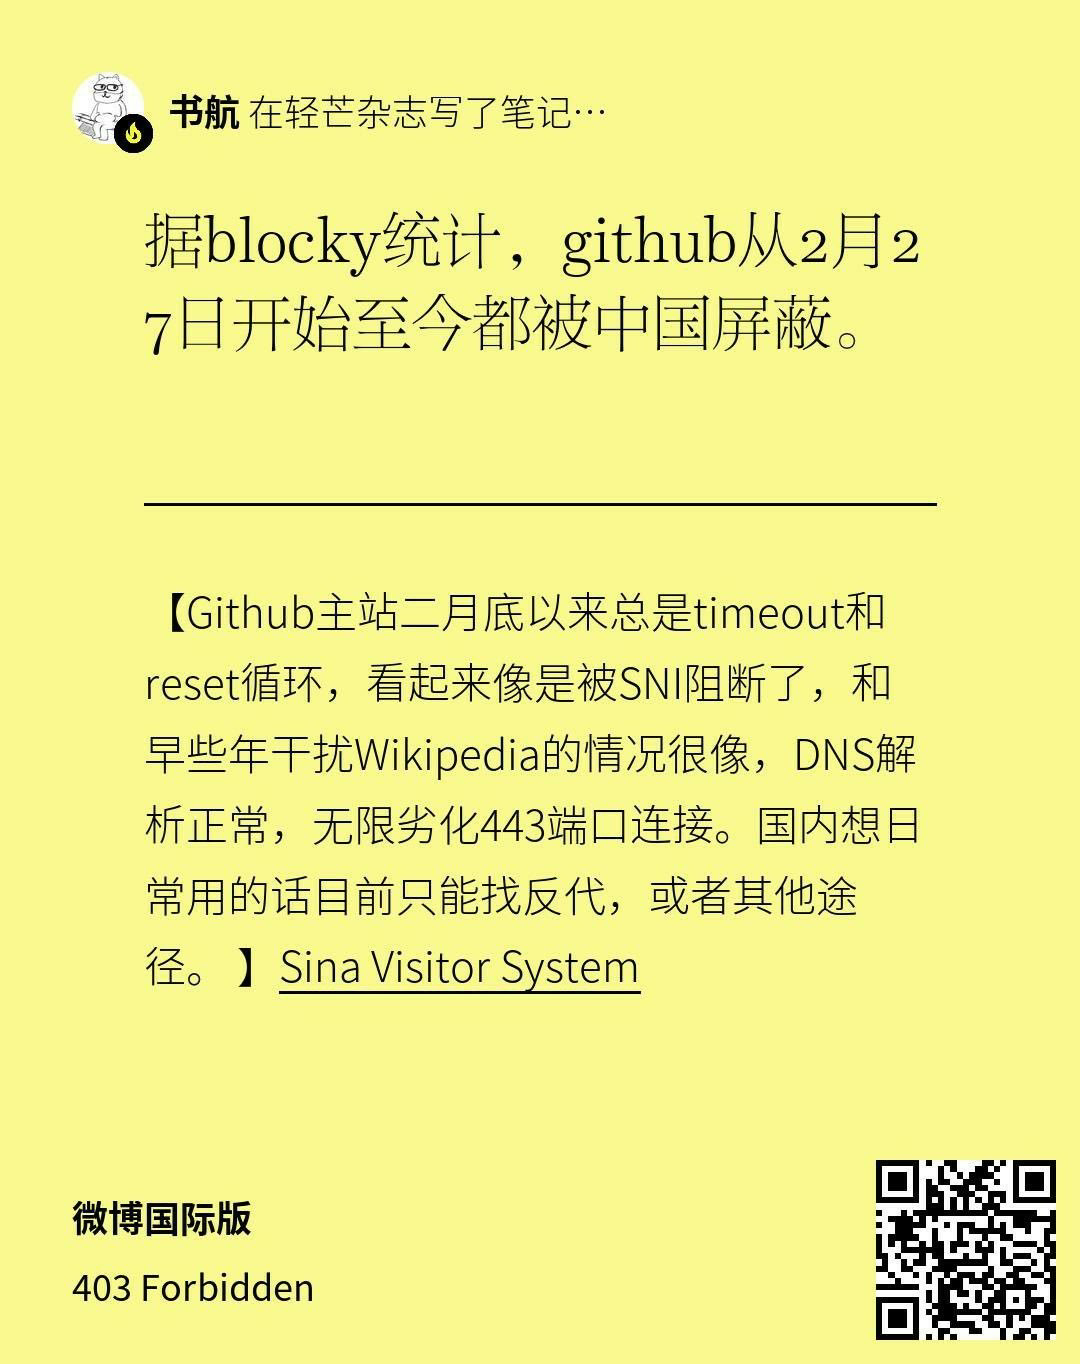 书航 在轻芒杂志写了笔记…
据blocky统计，github从2月2
7日开始至今都被中国屏蔽。
【Github主站二月底以来总是timeout和
reset循环，看起来像是被SNI阻断了，和
早些年干扰Wikipedia的情况很像，DNS解
析正常，无限劣化443端口连接。国内想日
常用的话目前只能找反代，或者其他途
径。】Sina Visitor System
微博国际版
403 Forbidden